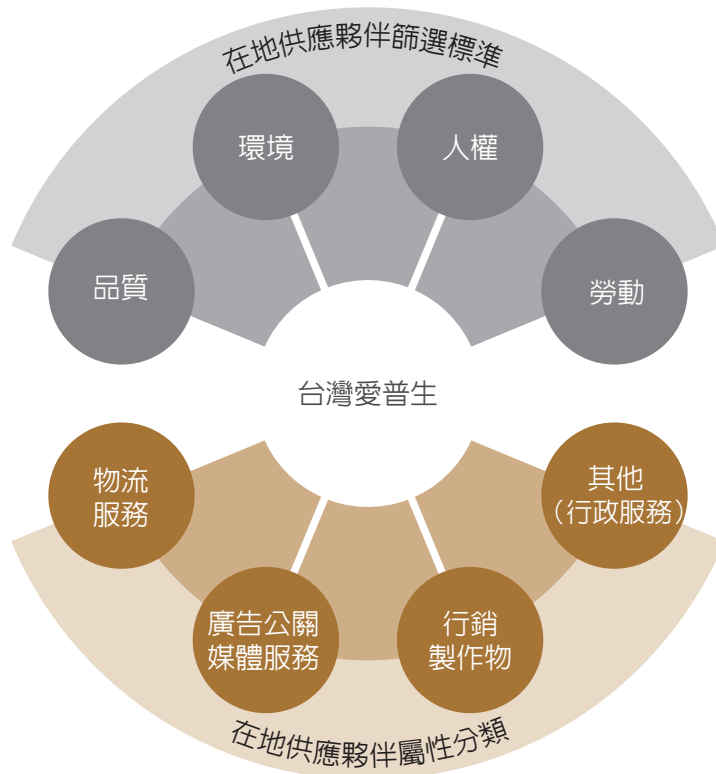 在地供應夥伴篩選標準
環境
人權
品質
勞動
台灣愛普生
物流
服務
其他
（行政服務）
廣告公關
媒體服務
行銷
製作物
在地供應夥伴屬性分類